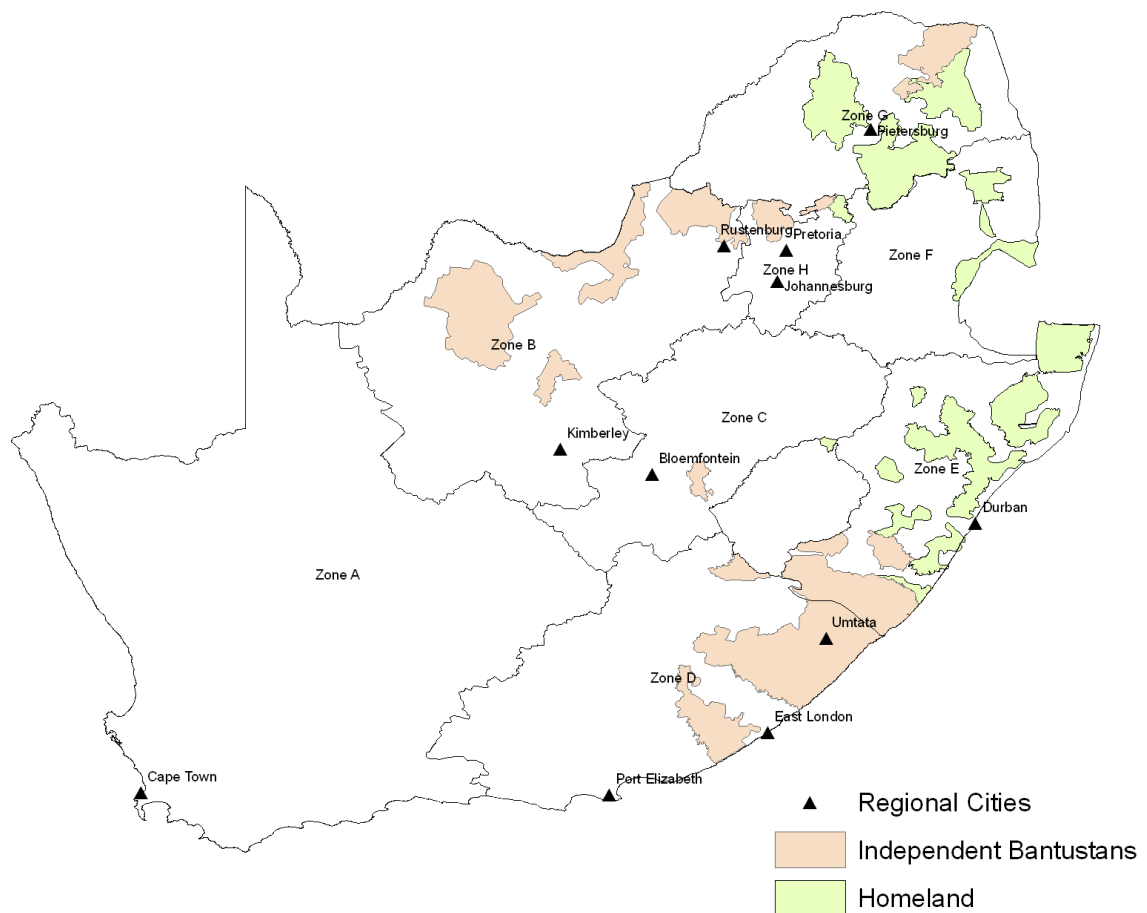 Zone G
Pietersburg
Rustenburg
Pretoria
Zone F
Zone H
Johannesburg
Zone B
Zone C
Kimberley
Bloemfontein
Zone E
Durban
Zone A
Umtata
Zone D
East London
Cape Town
Port Elizabeth
Regional Cities
Independent Bantustans
Homeland